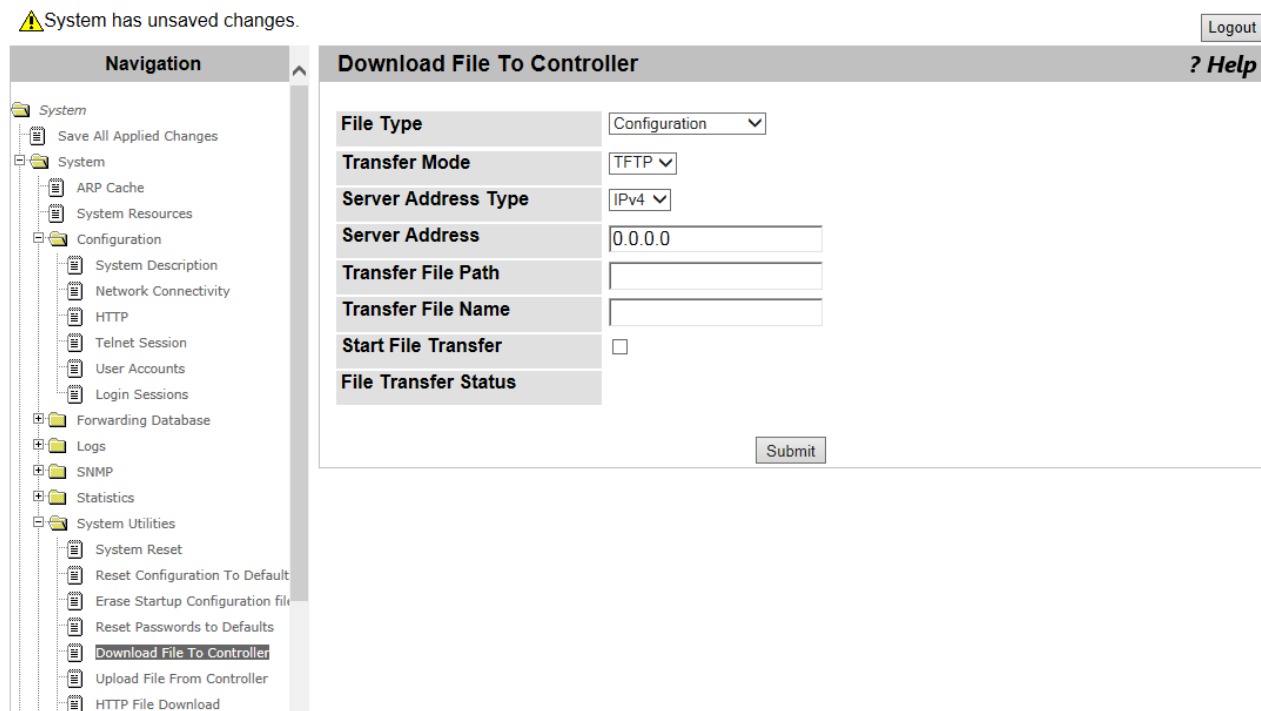 System has unsaved changes.
Logout
Navigation
System
Save All Applied Changes
System
ARP Cache
System Resources
Configuration
System Description
Network Connectivity
HTTP
Telnet Session
User Accounts
Login Sessions
Forwarding Database
Logs
SNMP
Statistics
System Utilities
System Reset
Reset Configuration To Default
Erase Startup Configuration file
Reset Passwords to Defaults
Download File To Controller
Upload File From Controller
HTTP File Download
Download File To Controller
? Help
File Type Configuration
Transfer Mode TFTP
Server Address Type IPv4
Server Address 0.0.0.0
Transfer File Path
Transfer File Name
Start File Transfer
File Transfer Status
Submit